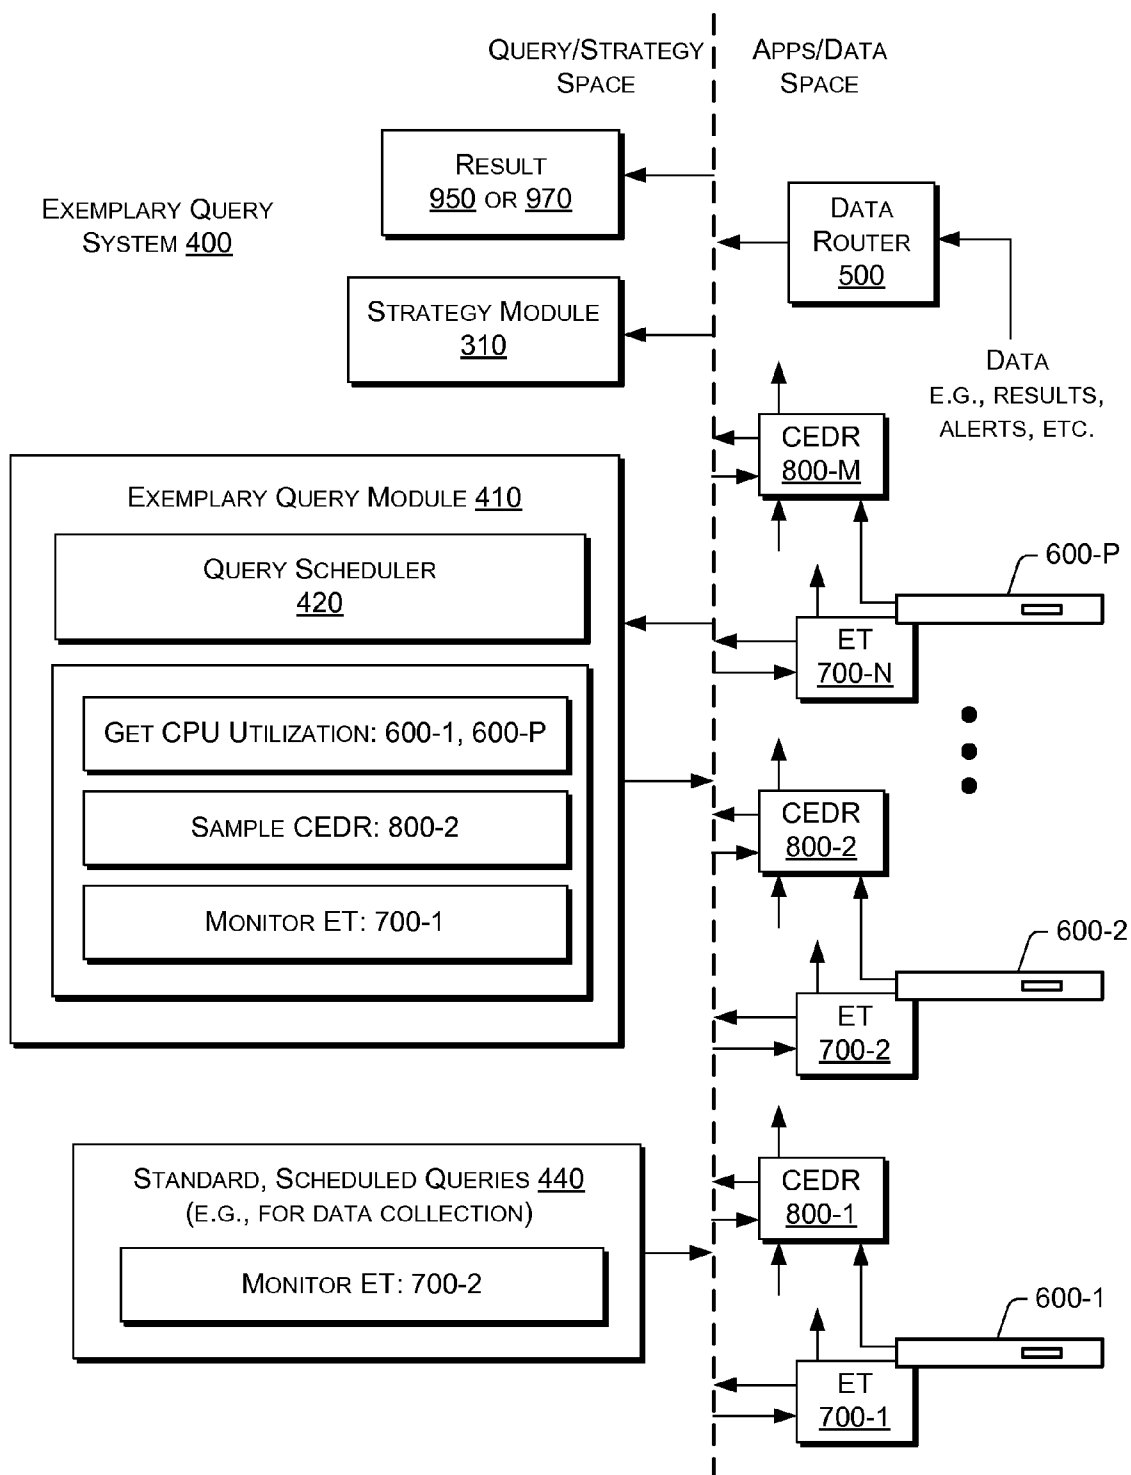 Query/Strategy
Space
Apps/Data
Space
Result
950 or 970
Exemplary Query
System 400
Data
Router
500
Strategy Module
310
Data
e.g., results,
alerts, etc.
CEDR
800-M
Exemplary Query Module 410
Query Scheduler
420
600-P
ET
700-N
Get CPU Utilization: 600-1, 600-P
Sample CEDR: 800-2
Monitor ET: 700-1
CEDR
800-2
600-2
ET
700-2
Standard, Scheduled Queries 440
(e.g., for data collection)
Monitor ET: 700-2
CEDR
800-1
600-1
ET
700-1